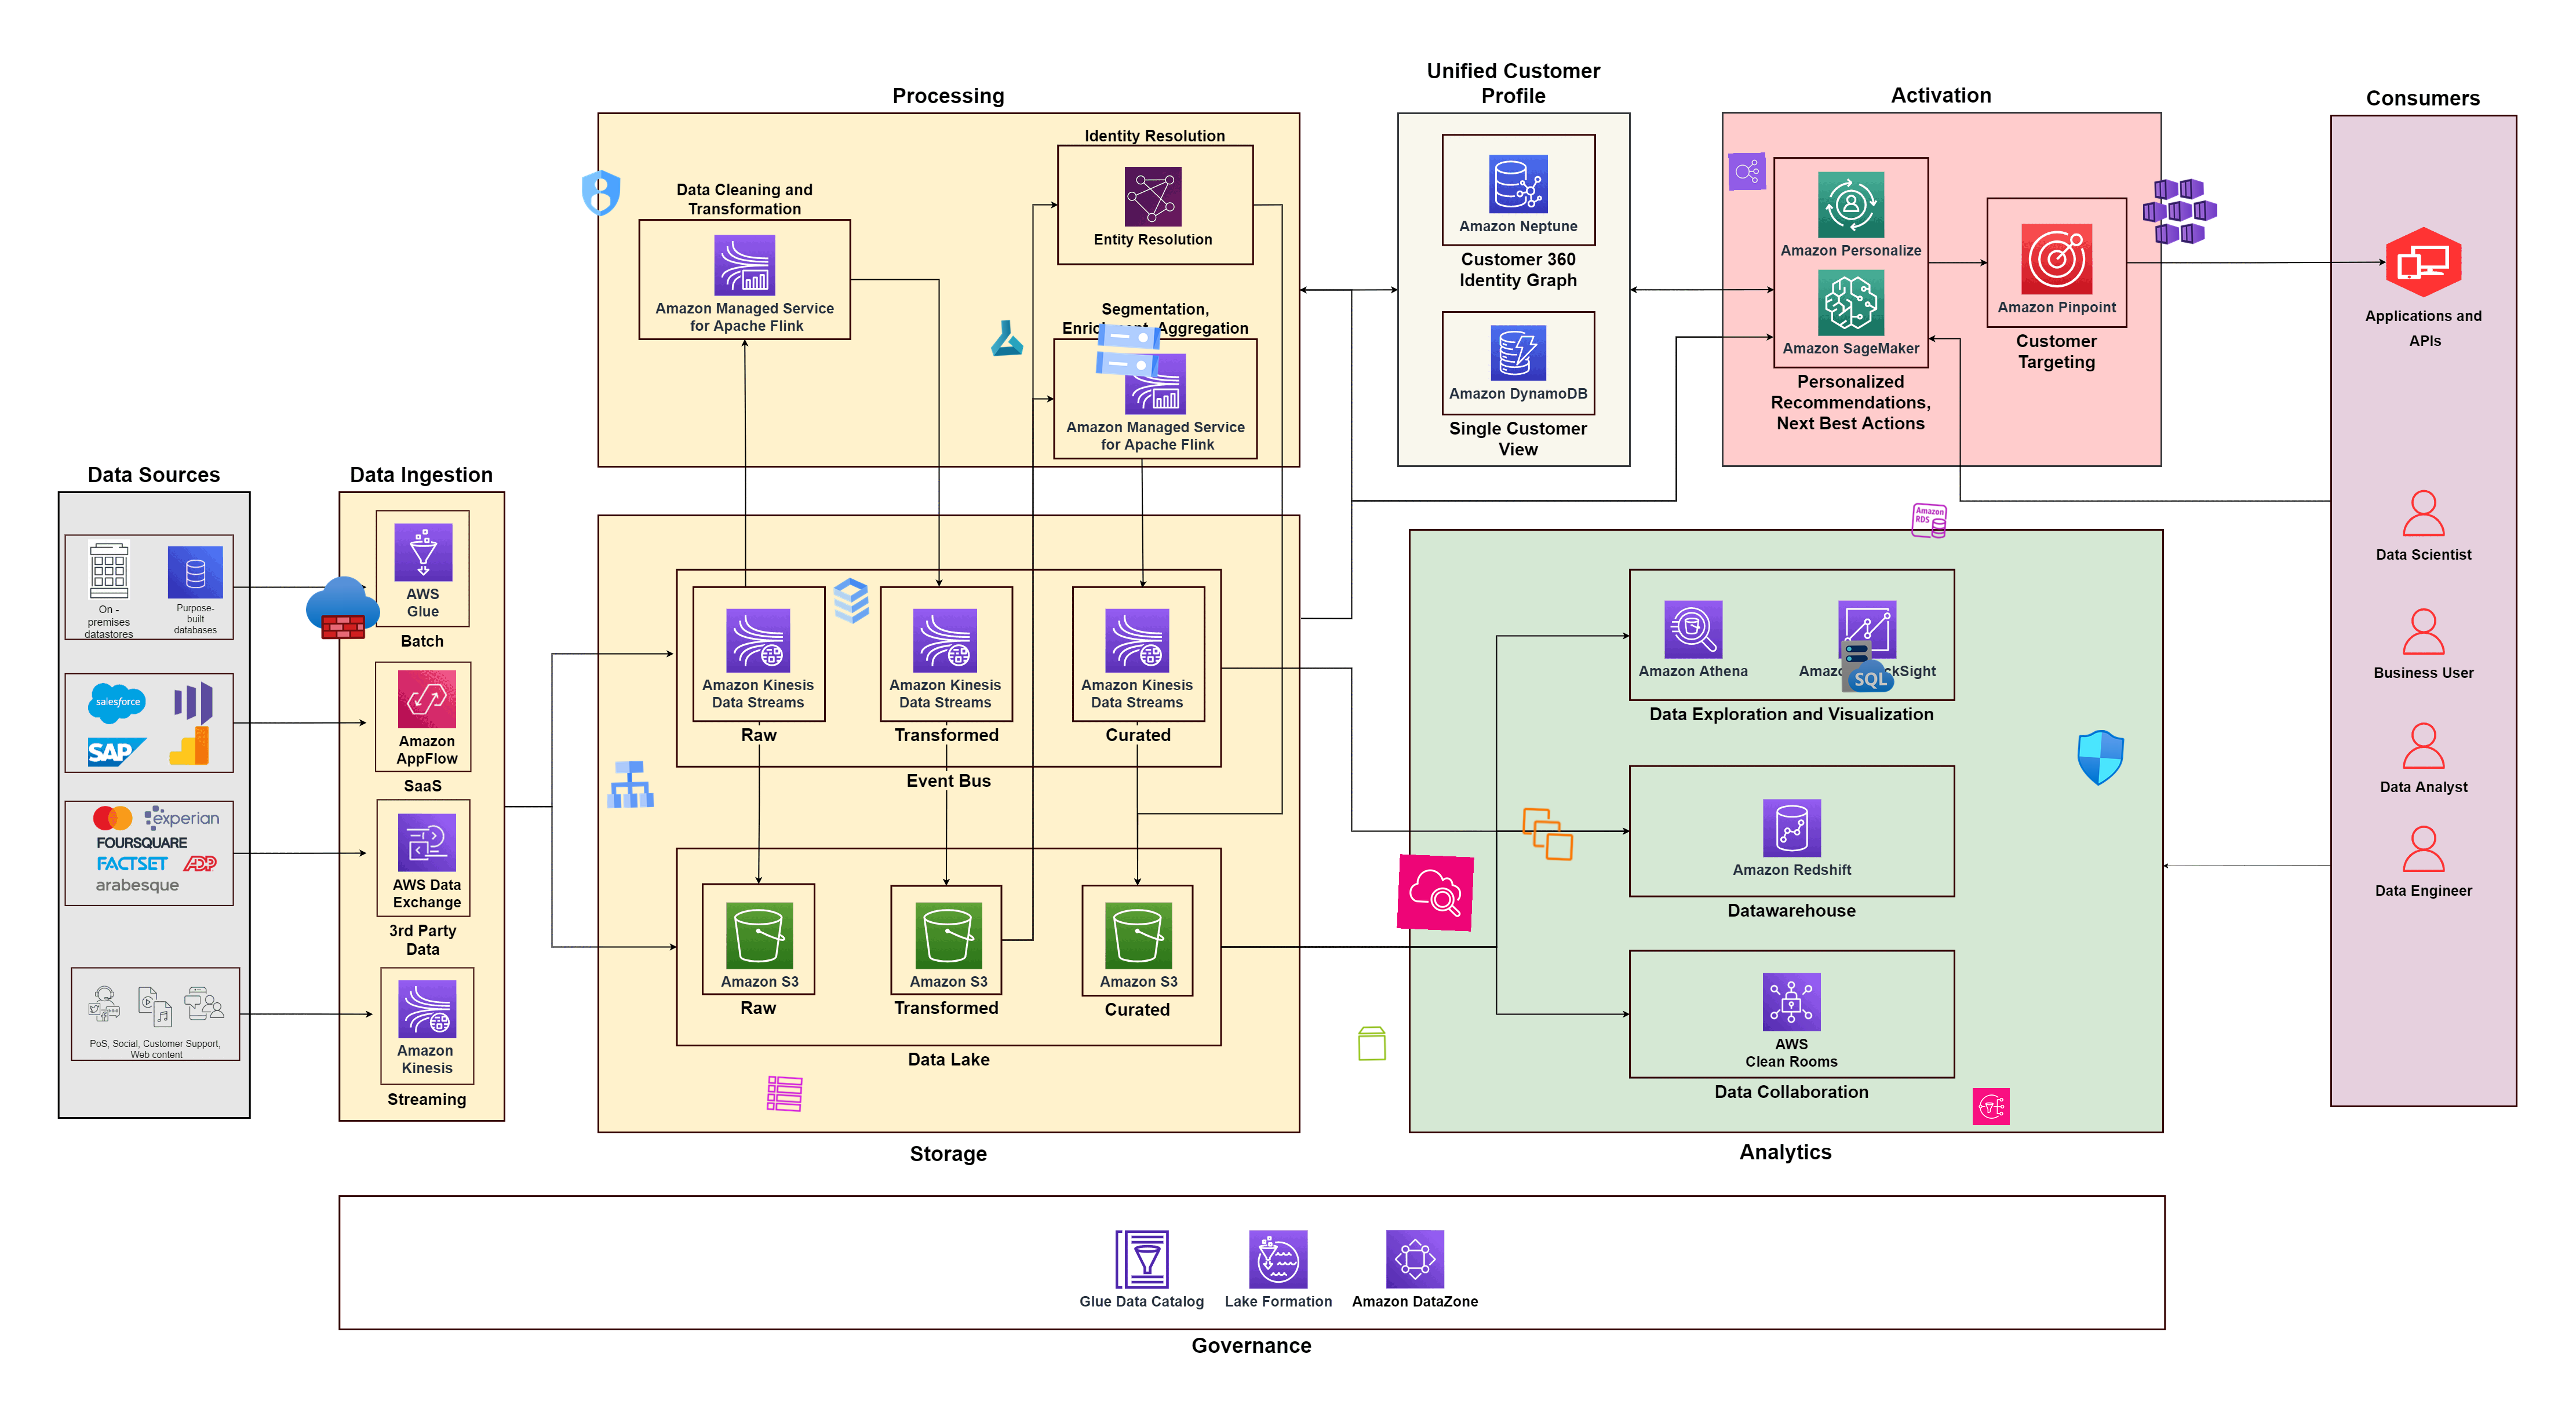 Unified Customer
Profile
Processing
Activation
Consumers
Identity Resolution
Entity Resolution
Data Cleaning and
Transformation
Amazon Managed Service
for Apache Flink
Segmentation,
Aggregation
Amazon Managed Service
for Apache Flink
Amazon Neptune
Customer 360
Identity Graph
Amazon DynamoDB
Single Customer
View
Amazon Personalize
Amazon SageMaker
Personalized
Recommendations,
Next Best Actions
Amazon Pinpoint
Customer
Targeting
Applications and
APIs
Data Scientist
Business User
Data Analyst
Data Engineer
Data Sources
On -
premises
datastores
Purpose-
built
databases
salesforce
SAP
experian
FOURSQUARE
FACTSET
ADP
arabesque
PoS, Social, Customer Support,
Web content
Data Ingestion
AWS
Glue
Batch
Amazon
AppFlow
SaaS
AWS Data
Exchange
3rd Party
Data
Amazon
Kinesis
Streaming
Amazon Kinesis
Data Streams
Raw
Amazon Kinesis
Data Streams
Transformed
Amazon Kinesis
Data Streams
Curated
Event Bus
Amazon S3
Raw
Amazon S3
Transformed
Amazon S3
Curated
Data Lake
Storage
Amazon
RDS
Amazon Athena
SQL
Data Exploration and Visualization
Amazon Redshift
Datawarehouse
AWS
Clean Rooms
Data Collaboration
Analytics
Glue Data Catalog
Lake Formation
Amazon DataZone
Governance